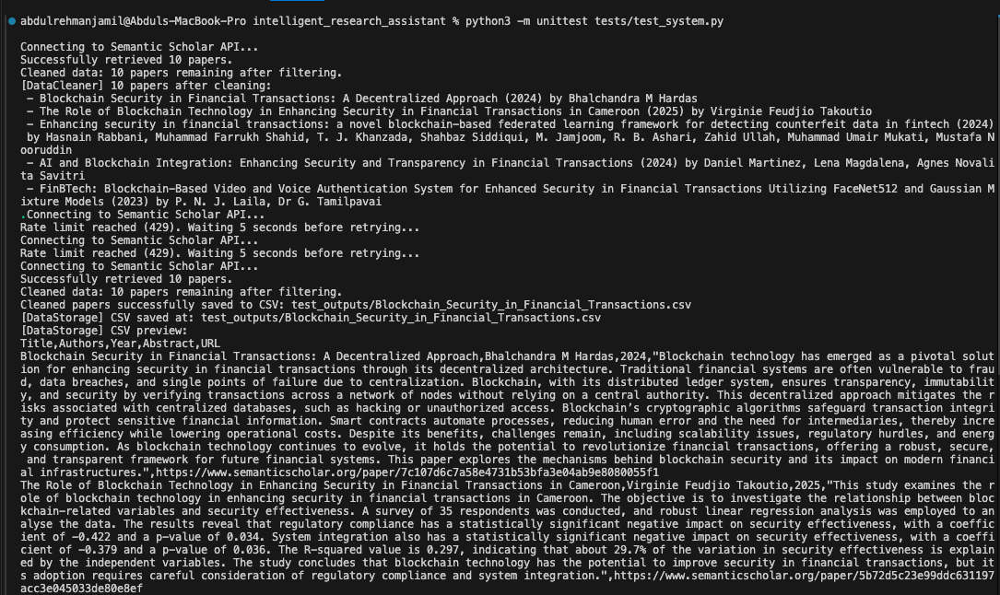 abdulrehmanjamil@Abduls-MacBook-Pro intelligent_research_assistant % python3 -m unittest tests/test_system.py
Connecting to Semantic Scholar API...
Successfully retrieved 10 papers.
Cleaned data: 10 papers remaining after filtering.
[DataCleaner] 10 papers after cleaning:
- Blockchain Security in Financial Transactions: A Decentralized Approach (2024) by Bhalchandra M Hardas
- The Role of Blockchain Technology in Enhancing Security in Financial Transactions in Cameroon (2025) by Virginie Feudjio Takoutio
- Enhancing security in financial transactions: a novel blockchain-based federated learning framework for detecting counterfeit data in fintech (2024)
by Hasnain Rabbani, Muhammad Farrukh Shahid, T. J. Khanzada, Shahbaz Siddiqui, M. Jamjoom, R. B. Ashari, Zahid Ullah, Muhammad Umair Mukati, Mustafa N
ooruddin
- AI and Blockchain Integration: Enhancing Security and Transparency in Financial Transactions (2024) by Daniel Martinez, Lena Magdalena, Agnes Novali
ta Savitri
- FinBTech: Blockchain-Based Video and Voice Authentication System for Enhanced Security in Financial Transactions Utilizing FaceNet512 and Gaussian M
ixture Models (2023) by P. N. J. Laila, Dr G. Tamilpavai
.Connecting to Semantic Scholar API...
Rate limit reached (429). Waiting 5 seconds before retrying...
Connecting to Semantic Scholar API...
Rate limit reached (429). Waiting 5 seconds before retrying...
Connecting to Semantic Scholar API...
Successfully retrieved 10 papers.
Cleaned data: 10 papers remaining after filtering.
Cleaned papers successfully saved to CSV: test_outputs/Blockchain_Security_in_Financial_Transactions.csv
[DataStorage] CSV saved at: test_outputs/Blockchain_Security_in_Financial_Transactions.csv
[DataStorage] CSV preview:
Title,Authors,Year,Abstract,URL
Blockchain Security in Financial Transactions: A Decentralized Approach,Bhalchandra M Hardas,2024,"Blockchain technology has emerged as a pivotal solut
ion for enhancing security in financial transactions through its decentralized architecture. Traditional financial systems are often vulnerable to frau
d, data breaches, and single points of failure due to centralization. Blockchain, with its distributed ledger system, ensures transparency, immutabilit
y, and security by verifying transactions across a network of nodes without relying on a central authority. This decentralized approach mitigates the r
isks associated with centralized databases, such as hacking or unauthorized access. Blockchain's cryptographic algorithms safeguard transaction integri
ty and protect sensitive financial information. Smart contracts automate processes, reducing human error and the need for intermediaries, thereby incre
asing efficiency while lowering operational costs. Despite its benefits, challenges remain, including scalability issues, regulatory hurdles, and energ
y consumption. As blockchain technology continues to evolve, it holds the potential to revolutionize financial transactions, offering a robust, secure,
and transparent framework for future financial systems. This paper explores the mechanisms behind blockchain security and its impact on modern financi
al infrastructures.",https://www.semanticscholar.org/paper/7c107d6c7a58e4731b53bfa3e04ab9e8080055f1
The Role of Blockchain Technology in Enhancing Security in Financial Transactions in Cameroon,Virginie Feudjio Takoutio,2025,"This study examines the r
ole of blockchain technology in enhancing security in financial transactions in Cameroon. The objective is to investigate the relationship between bloc
kchain-related variables and security effectiveness. A survey of 35 respondents was conducted, and robust linear regression analysis was employed to an
alyse the data. The results reveal that regulatory compliance has a statistically significant negative impact on security effectiveness, with a coeffic
ient of -0.422 and a p-value of 0.034. System integration also has a statistically significant negative impact on security effectiveness, with a coeffi
cient of -0.379 and a p-value of 0.036. The R-squared value is 0.297, indicating that about 29.7% of the variation in security effectiveness is explain
ed by the independent variables. The study concludes that blockchain technology has the potential to improve security in financial transactions, but it
s adoption requires careful consideration of regulatory compliance and system integration.",https://www.semanticscholar.org/paper/5b72d5c23e99ddc631197
acc3e045033de80e8ef